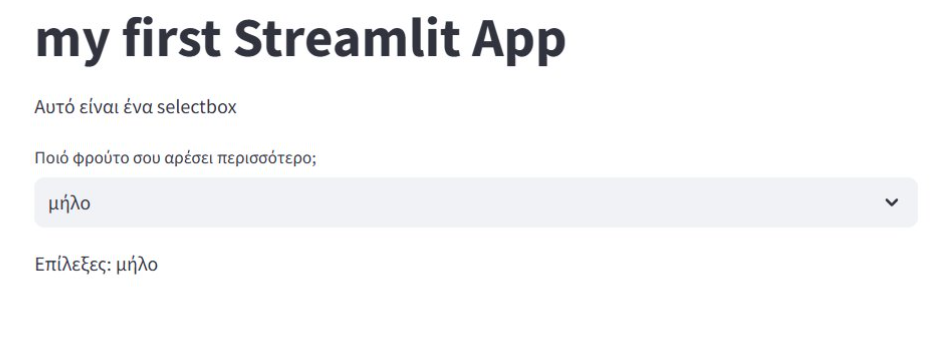 my first Streamlit App
Αυτό είναι ένα selectbox
Ποιό φρούτο σου αρέσει περισσότερο;
μήλο
Επίλεξες: μήλο